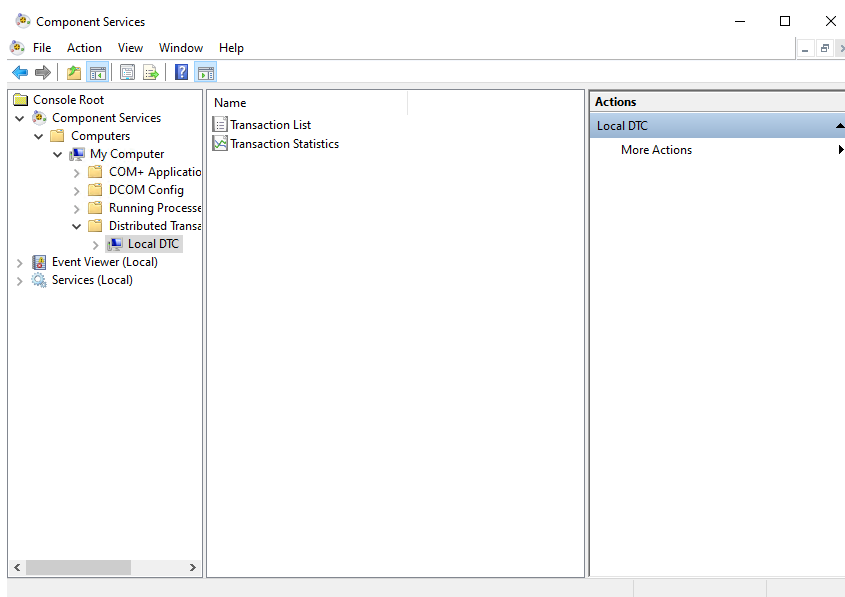 Component Services
File Action View Window Help
Console Root
Component Services
Computers
My Computer
COM+ Applicatio
DCOM Config
Running Processe
Distributed Transa
Local DTC
Event Viewer (Local)
Services (Local)
Name
Transaction List
Transaction Statistics
Actions
Local DTC
More Actions